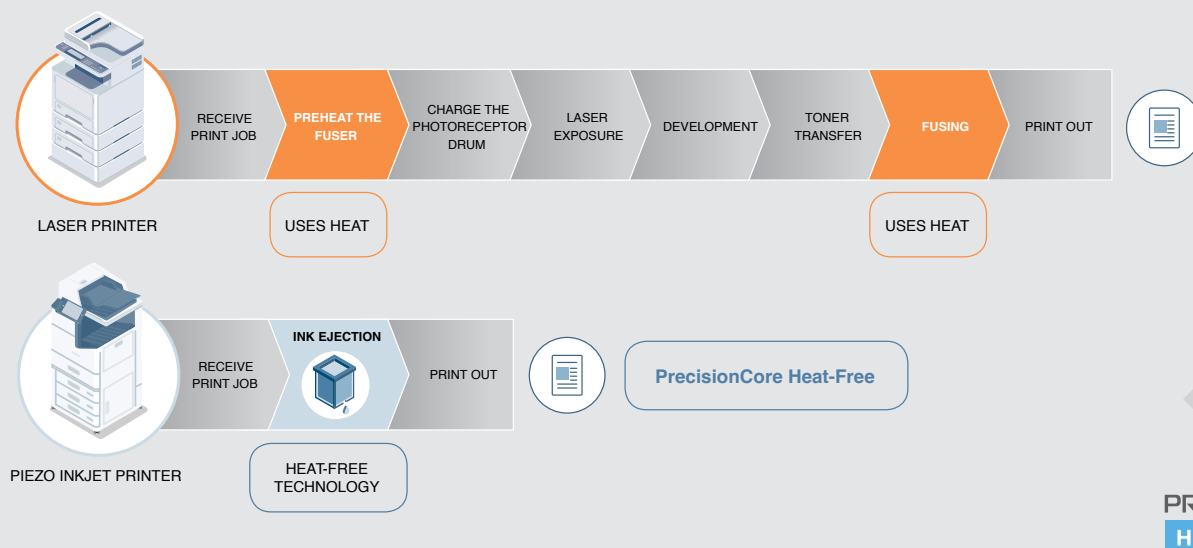 RECEIVE
PRINT JOB
PREHEAT THE
FUSER
CHARGE THE
PHOTORECEPTOR
DRUM
LASER
EXPOSURE
DEVELOPMENT
TONER
TRANSFER
FUSING
PRINT OUT
LASER PRINTER
USES HEAT
USES HEAT
RECEIVE
PRINT JOB
INK EJECTION
PRINT OUT
PrecisionCore Heat-Free
PIEZO INKJET PRINTER
HEAT-FREE
TECHNOLOGY